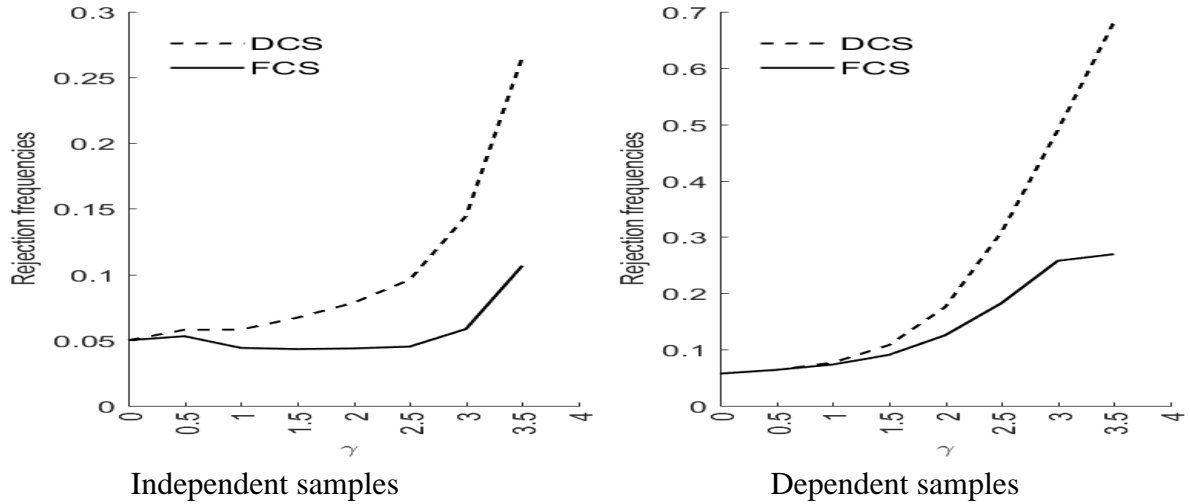 0.3
0.25
0.2
0.15
0.1
0.05
0
Rejection frequencies
DCS
FCS
0 0.5 1 1.5 2 2.5 3 3.5 4
γ
Independent samples
0.7
0.6
0.5
0.4
0.3
0.2
0.1
0
Rejection frequencies
DCS
FCS
0 0.5 1 1.5 2 2.5 3 3.5 4
γ
Dependent samples